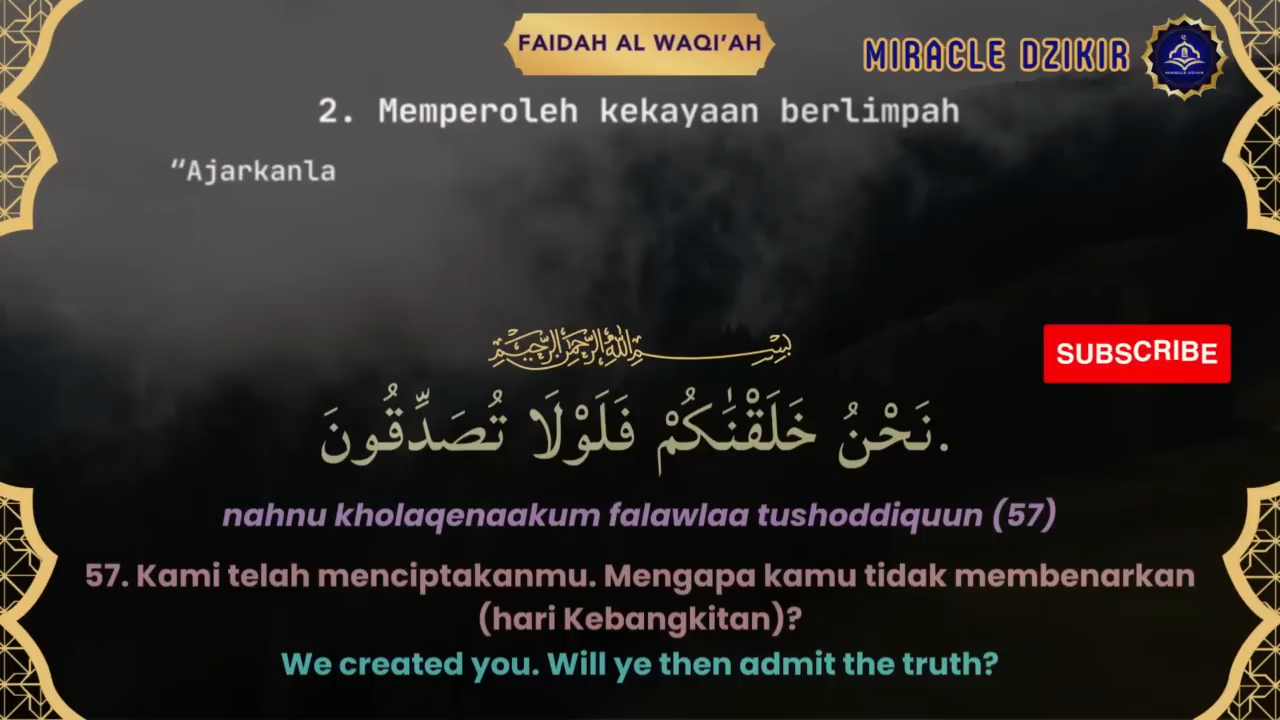 FAIDAH AL WAQI’AH
MIRACLE DZIKIR
2. Memperoleh kekayaan berlimpah
“Ajarkanla
بِسْمِ اللَّهِ الرَّحْمَنِ الرَّحِيمِ
SUBSCRIBE
نَحْنُ خَلَقْنَٰكُمْ فَلَوْلَا تُصَدِّقُونَ.
nahnu kholaqenaakum falawlaa tushoddiquun (57)
57. Kami telah menciptakanmu. Mengapa kamu tidak membenarkan
(hari Kebangkitan)?
We created you. Will ye then admit the truth?